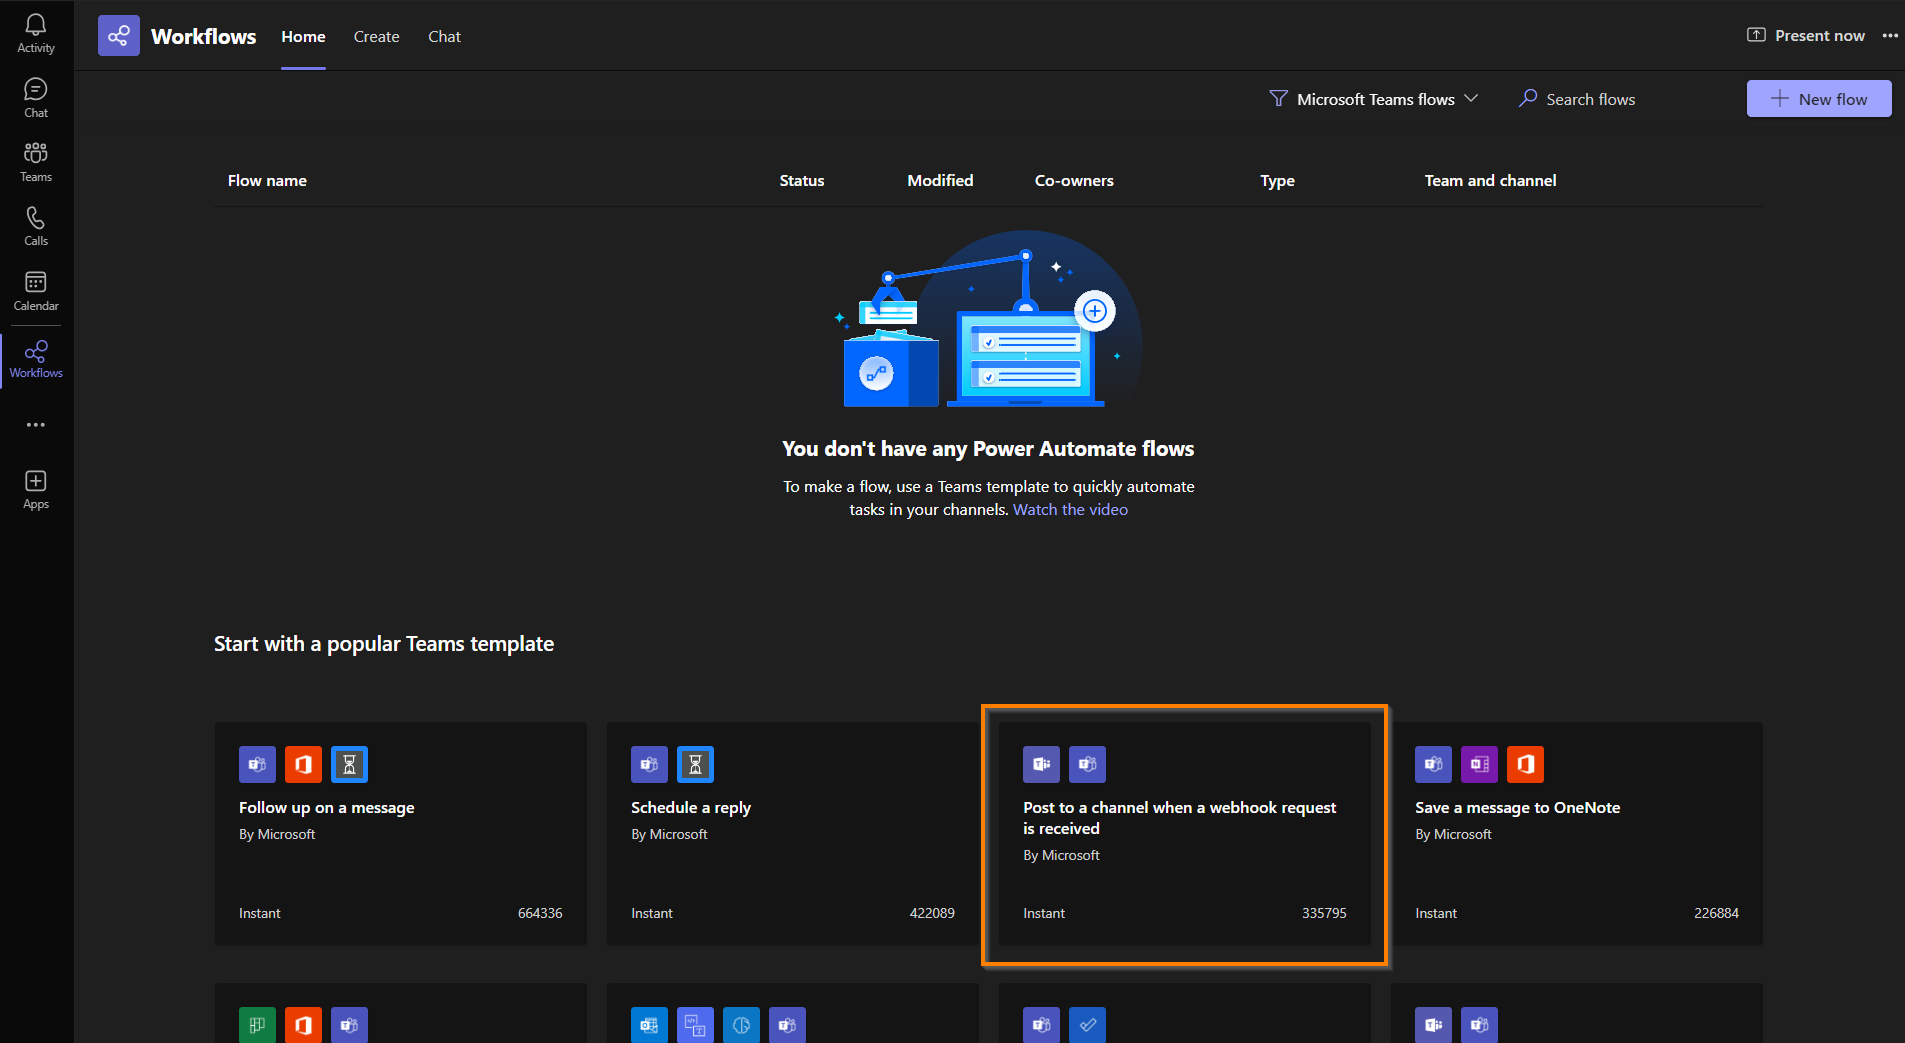 Activity
Chat
Teams
Calls
Calendar
Workflows
Apps
Workflows
Home
Create
Chat
Present now
Microsoft Teams flows
Search flows
New flow
Flow name
Status
Modified
Co-owners
Type
Team and channel
You don't have any Power Automate flows
To make a flow, use a Teams template to quickly automate
tasks in your channels. Watch the video
Start with a popular Teams template
Follow up on a message
By Microsoft
Instant
664336
Schedule a reply
By Microsoft
Instant
422089
Post to a channel when a webhook request
is received
By Microsoft
Instant
335795
Save a message to OneNote
By Microsoft
Instant
226884